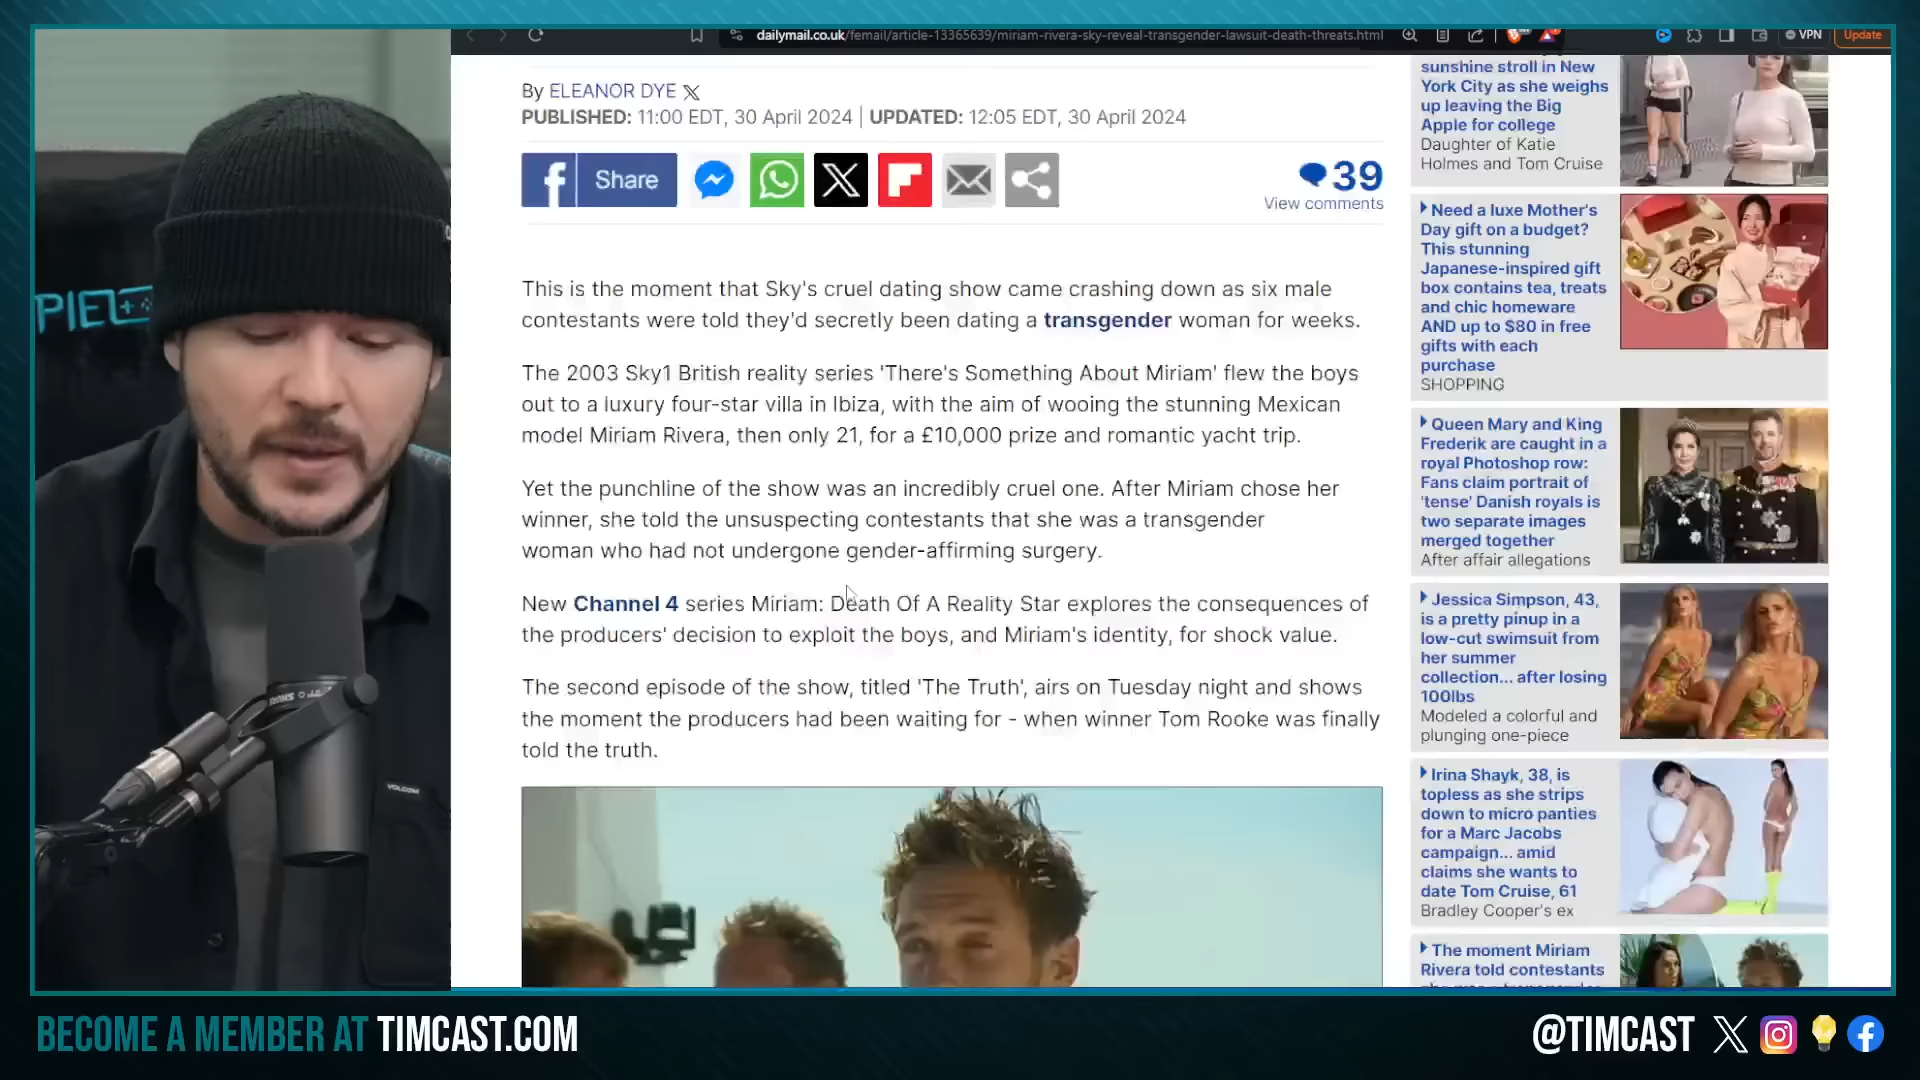 dailymail.co.uk/femail/article-13365639/miriam-rivera-sky-reveal-transgender-lawsuit-death-threats.html
VPN
Update
By ELEANOR DYE
PUBLISHED: 11:00 EDT, 30 April 2024 | UPDATED: 12:05 EDT, 30 April 2024
Share
39
View comments
This is the moment that Sky's cruel dating show came crashing down as six male
contestants were told they'd secretly been dating a transgender woman for weeks.
The 2003 Sky1 British reality series 'There's Something About Miriam' flew the boys
out to a luxury four-star villa in Ibiza, with the aim of wooing the stunning Mexican
model Miriam Rivera, then only 21, for a £10,000 prize and romantic yacht trip.
Yet the punchline of the show was an incredibly cruel one. After Miriam chose her
winner, she told the unsuspecting contestants that she was a transgender
woman who had not undergone gender-affirming surgery.
New Channel 4 series Miriam: Death Of A Reality Star explores the consequences of
the producers' decision to exploit the boys, and Miriam's identity, for shock value.
The second episode of the show, titled 'The Truth', airs on Tuesday night and shows
the moment the producers had been waiting for - when winner Tom Rooke was finally
told the truth.
sunshine stroll in New
York City as she weighs
up leaving the Big
Apple for college
Daughter of Katie
Holmes and Tom Cruise
Need a luxe Mother's
Day gift on a budget?
This stunning
Japanese-inspired gift
box contains tea, treats
and chic homeware
AND up to $80 in free
gifts with each
purchase
SHOPPING
Queen Mary and King
Frederik are caught in a
royal Photoshop row:
Fans claim portrait of
'tense' Danish royals is
two separate images
merged together
After affair allegations
Jessica Simpson, 43,
is a pretty pinup in a
low-cut swimsuit from
her summer
collection... after losing
100lbs
Modeled a colorful and
plunging one-piece
Irina Shayk, 38, is
topless as she strips
down to micro panties
for a Marc Jacobs
campaign... amid
claims she wants to
date Tom Cruise, 61
Bradley Cooper's ex
The moment Miriam
Rivera told contestants
VOLCOM
BECOME A MEMBER AT TIMCAST.COM
@TIMCAST